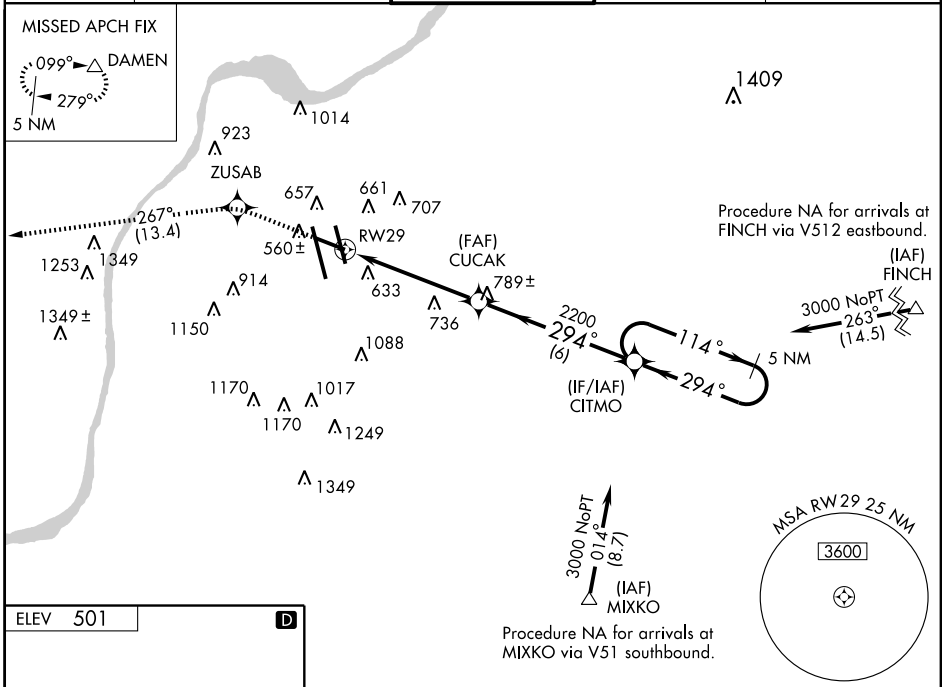 MISSED APCH FIX
099°
DAMEN
279°
5 NM
1409
1014
923
ZUSAB
657
661
707
267°
(13.4)
560±
RW29
Procedure NA for arrivals at
FINCH via V512 eastbound.
(FAF)
CUCAK
(IAF)
FINCH
1349
1253
914
633
789±
1150
736
2200
294°
(6)
3000 NoPT
263°
(14.5)
1349±
114°
5 NM
1088
294°
(IF/IAF)
CITMO
1170
1017
1170
1249
1349
3000 NoPT
014°
(8.7)
(IAF)
MIXKO
Procedure NA for arrivals at
MIXKO via V51 southbound.
MSA RW29 25 NM
3600
ELEV 501
D